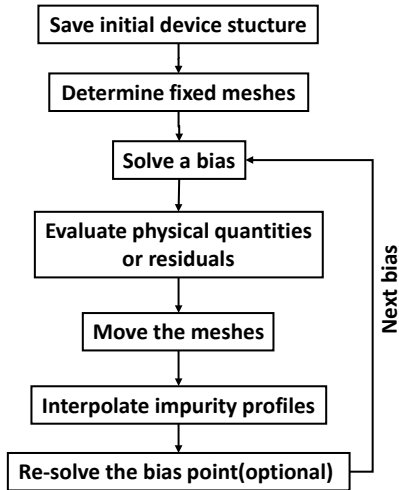 Save initial device stucture
Determine fixed meshes
Solve a bias
Evaluate physical quantities
or residuals
Move the meshes
Interpolate impurity profiles
Re-solve the bias point(optional)
Next bias